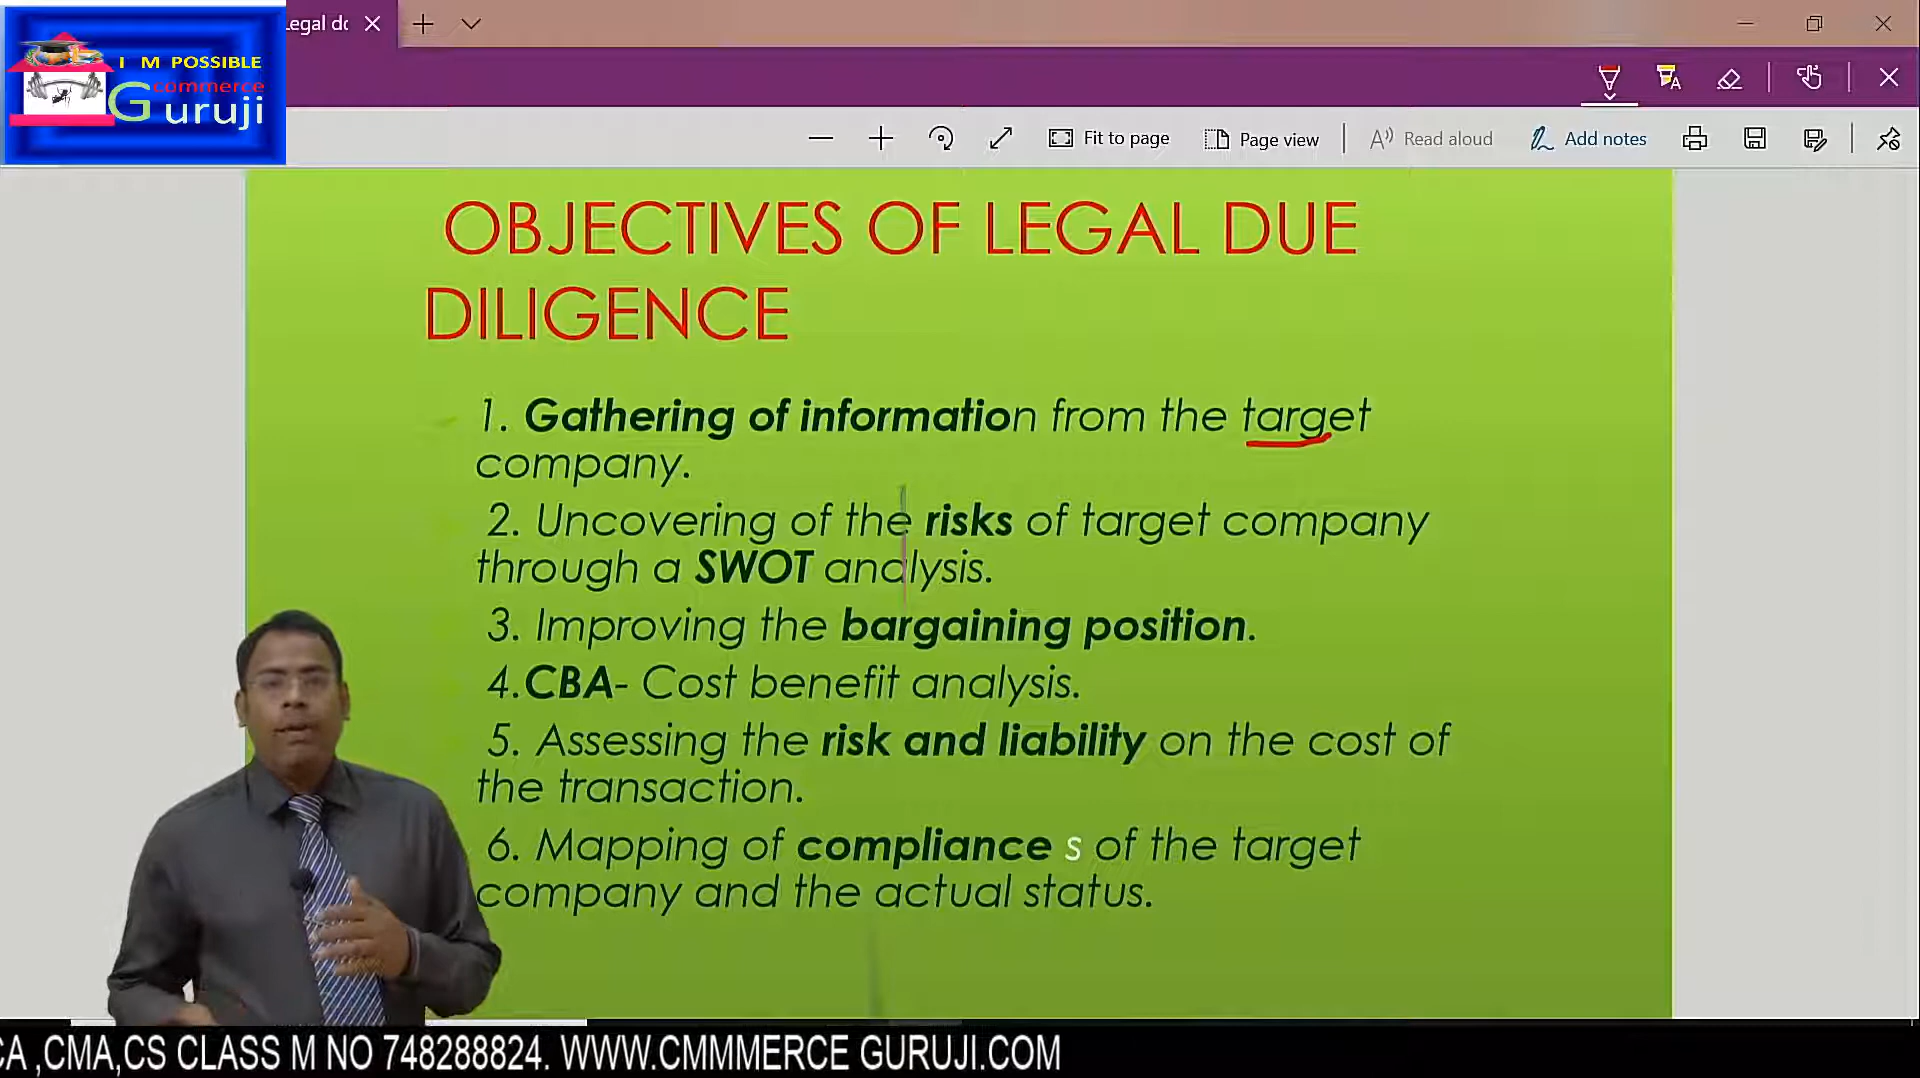 Legal do
I M POSSIBLE
commerce
Guruji
Fit to page
Page view
Read aloud
Add notes
OBJECTIVES OF LEGAL DUE
DILIGENCE
1. Gathering of information from the target
company.
2. Uncovering of the risks of target company
through a SWOT analysis.
3. Improving the bargaining position.
4.CBA- Cost benefit analysis.
5. Assessing the risk and liability on the cost of
the transaction.
6. Mapping of compliance s of the target
company and the actual status.
CA ,CMA,CS CLASS M NO 748288824. WWW.CMMMERCE GURUJI.COM